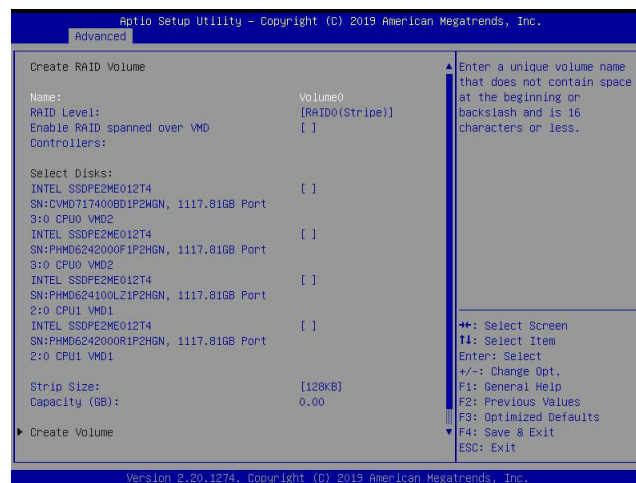 Aptio Setup Utility – Copyright (C) 2019 American Megatrends, Inc.
Advanced
Create RAID Volume
Name: Volume0
RAID Level: [RAID0(Stripe)]
Enable RAID spanned over VMD [ ]
Controllers:
Select Disks:
INTEL SSDPE2ME012T4 [ ]
SN:CVMD717400BD1P2WGN, 1117.81GB Port
3:0 CPU0 VMD2
INTEL SSDPE2ME012T4 [ ]
SN:PHMD6242000F1P2HGN, 1117.81GB Port
3:0 CPU0 VMD2
INTEL SSDPE2ME012T4 [ ]
SN:PHMD624100LZ1P2HGN, 1117.81GB Port
2:0 CPU1 VMD1
INTEL SSDPE2ME012T4 [ ]
SN:PHMD6242000R1P2HGN, 1117.81GB Port
2:0 CPU1 VMD1
Strip Size: [128KB]
Capacity (GB): 0.00
Create Volume
Enter a unique volume name
that does not contain space
at the beginning or
backslash and is 16
characters or less.
→←: Select Screen
↑↓: Select Item
Enter: Select
+/-: Change Opt.
F1: General Help
F2: Previous Values
F3: Optimized Defaults
F4: Save & Exit
ESC: Exit
Version 2.20.1274. Copyright (C) 2019 American Megatrends, Inc.